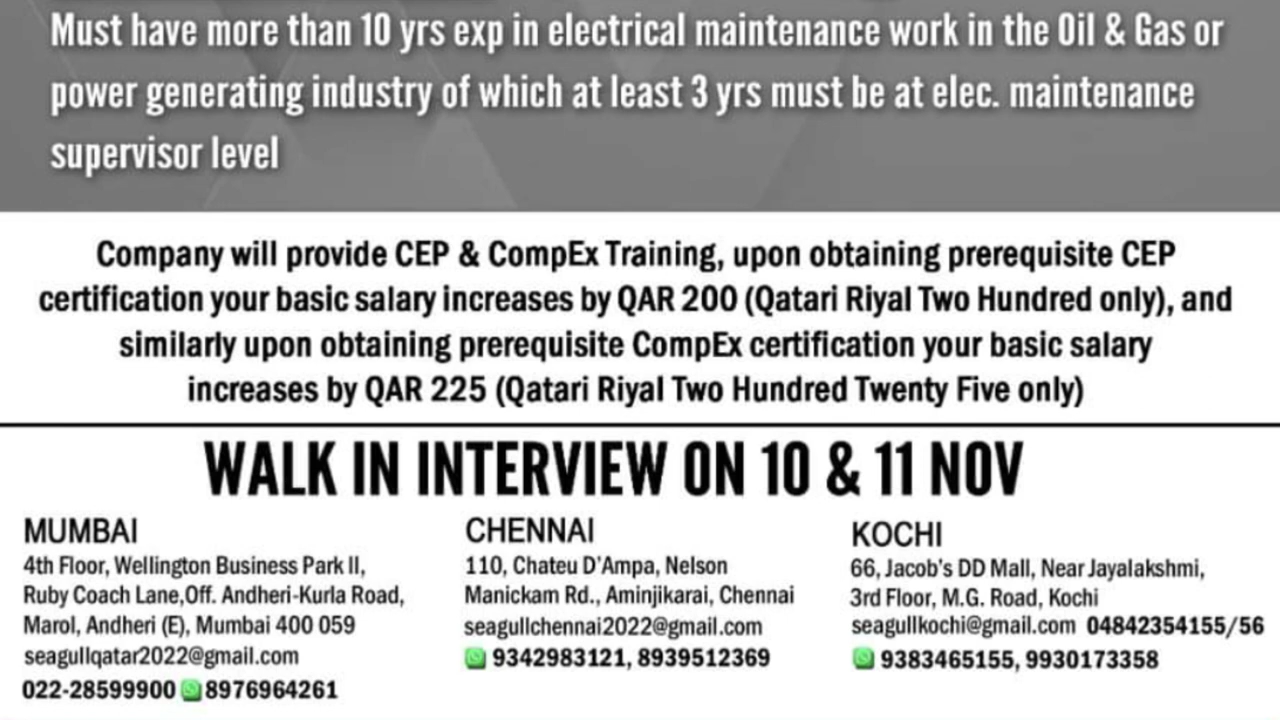 Must have more than 10 yrs exp in electrical maintenance work in the Oil & Gas or
power generating industry of which at least 3 yrs must be at elec. maintenance
supervisor level
Company will provide CEP & CompEx Training, upon obtaining prerequisite CEP
certification your basic salary increases by QAR 200 (Qatari Riyal Two Hundred only), and
similarly upon obtaining prerequisite CompEx certification your basic salary
increases by QAR 225 (Qatari Riyal Two Hundred Twenty Five only)
WALK IN INTERVIEW ON 10 & 11 NOV
MUMBAI
4th Floor, Wellington Business Park II,
Ruby Coach Lane,Off. Andheri-Kurla Road,
Marol, Andheri (E), Mumbai 400 059
seagullqatar2022@gmail.com
022-28599900 8976964261
CHENNAI
110, Chateu D'Ampa, Nelson
Manickam Rd., Aminjikarai, Chennai
seagullchennai2022@gmail.com
9342983121, 8939512369
KOCHI
66, Jacob's DD Mall, Near Jayalakshmi,
3rd Floor, M.G. Road, Kochi
seagullkochi@gmail.com 04842354155/56
9383465155, 9930173358